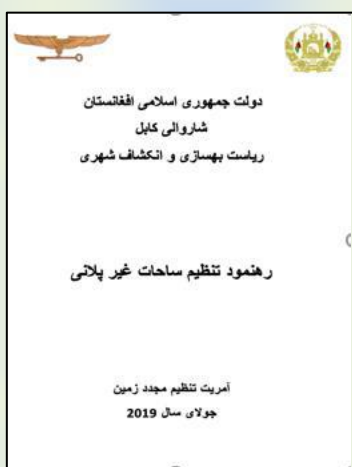 دولت جمهوری اسلامی افغانستان
شاروالی کابل
ریاست بهسازی و انکشاف شهری
رهنمود تنظیم ساحات غیر پلانی
آمریت تنظیم مجدد زمین
جولای سال 2019